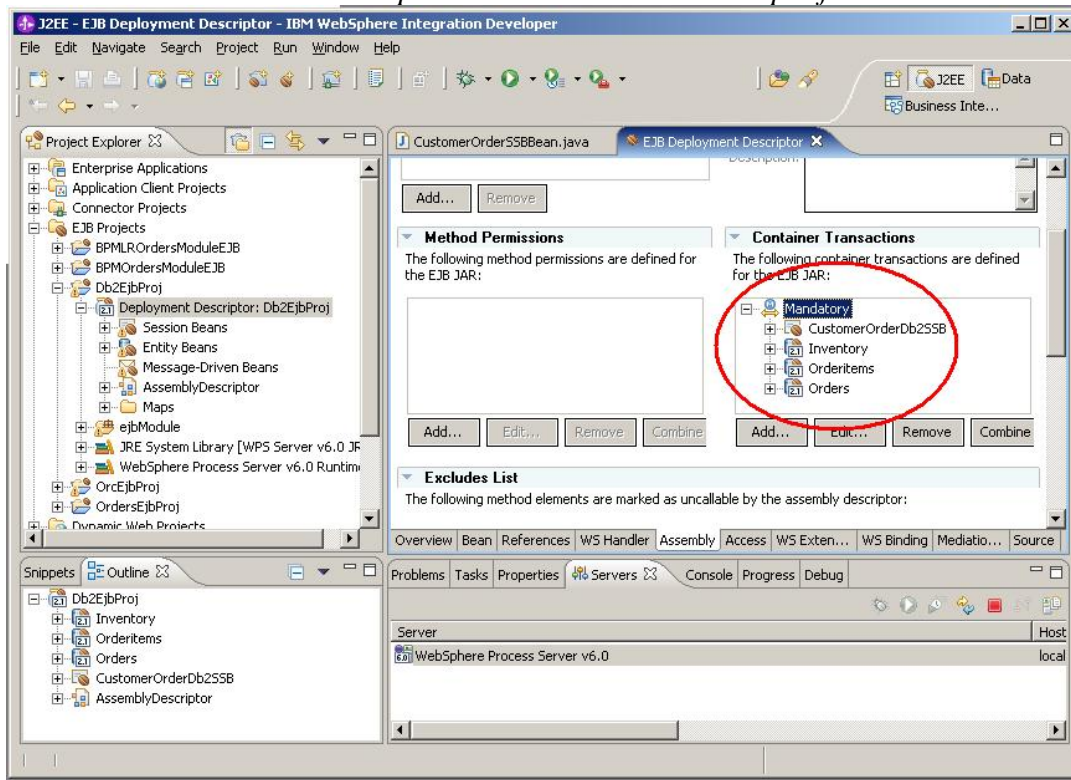 J2EE - EJB Deployment Descriptor - IBM WebSphere Integration Developer
File Edit Navigate Search Project Run Window Help
J2EE Data
Business Inte...
Project Explorer
Enterprise Applications
Application Client Projects
Connector Projects
EJB Projects
BPMLROrdersModuleEJB
BPMOrdersModuleEJB
Db2EjbProj
Deployment Descriptor: Db2EjbProj
Session Beans
Entity Beans
Message-Driven Beans
AssemblyDescriptor
Maps
ejbModule
JRE System Library [WPS Server v6.0 JR
WebSphere Process Server v6.0 Runtim
OrcEjbProj
OrdersEjbProj
Dynamic Web Projects
CustomerOrderSSBBean.java EJB Deployment Descriptor
Description:
Add... Remove
Method Permissions
The following method permissions are defined for
the EJB JAR:
Add... Edit... Remove Combine
Container Transactions
The following container transactions are defined
for the EJB JAR:
Mandatory
CustomerOrderDb2SSB
Inventory
Orderitems
Orders
Add... Edit... Remove Combine
Excludes List
The following method elements are marked as uncallable by the assembly descriptor:
Overview Bean References WS Handler Assembly Access WS Exten... WS Binding Mediatio... Source
Snippets Outline
Db2EjbProj
Inventory
Orderitems
Orders
CustomerOrderDb2SSB
AssemblyDescriptor
Problems Tasks Properties Servers Console Progress Debug
Server Host
WebSphere Process Server v6.0 local